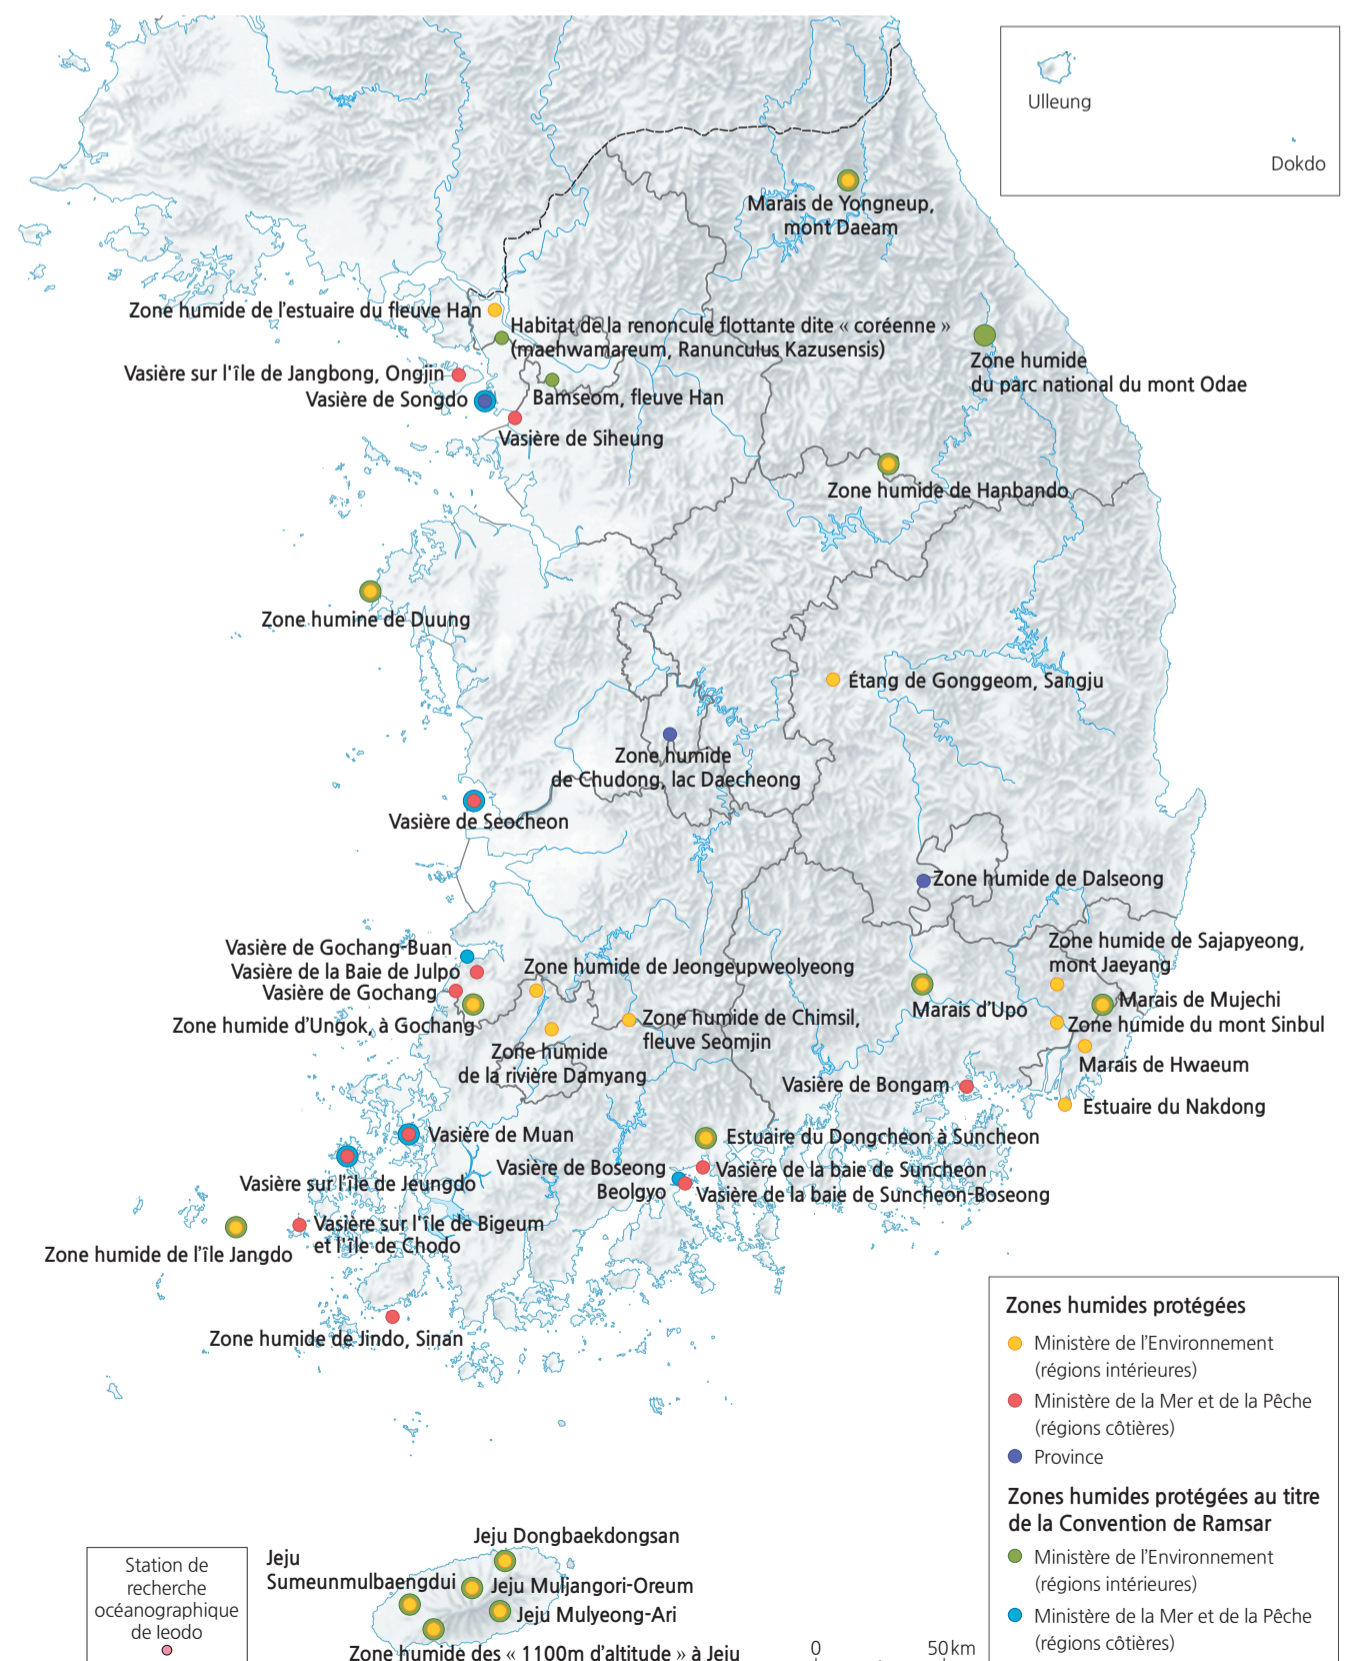 Ulleung
Dokdo
Marais de Yongneup,
mont Daeam
Zone humide de l'estuaire du fleuve Han
Habitat de la renoncule flottante dite « coréenne »
(maehwamareum, Ranunculus Kazusensis)
Zone humide
du parc national du mont Odae
Vasière sur l'île de Jangbong, Ongjin
Vasière de Songdo
Bamseom, fleuve Han
Vasière de Siheung
Zone humide de Hanbando
Zone humine de Duung
Étang de Gonggeom, Sangju
Zone humide
de Chudong, lac Daecheong
Vasière de Seocheon
Zone humide de Dalseong
Vasière de Gochang-Buan
Vasière de la Baie de Julpo
Vasière de Gochang
Zone humide d'Ungok, à Gochang
Zone humide de Jeongeupweolyeong
Zone humide de Chimsil,
fleuve Seomjin
Zone humide
de la rivière Damyang
Zone humide de Sajapyeong,
mont Jaeyang
Marais d'Upo
Marais de Mujechi
Zone humide du mont Sinbul
Marais de Hwaeum
Vasière de Bongam
Estuaire du Nakdong
Vasière de Muan
Estuaire du Dongcheon à Suncheon
Vasière de Boseong
Beolgyo
Vasière de la baie de Suncheon
Vasière de la baie de Suncheon-Boseong
Vasière sur l'île de Jeungdo
Vasière sur l'île de Bigeum
et l'île de Chodo
Zone humide de l'île Jangdo
Zone humide de Jindo, Sinan
Zones humides protégées
Ministère de l'Environnement
(régions intérieures)
Ministère de la Mer et de la Pêche
(régions côtières)
Province
Zones humides protégées au titre
de la Convention de Ramsar
Ministère de l'Environnement
(régions intérieures)
Ministère de la Mer et de la Pêche
(régions côtières)
Station de
recherche
océanographique
de Ieodo
Jeju Dongbaekdongsan
Jeju
Sumeunmulbaengdui
Jeju Muljangori-Oreum
Jeju Mulyeong-Ari
Zone humide des « 1100m d'altitude » à Jeju
0 50 km